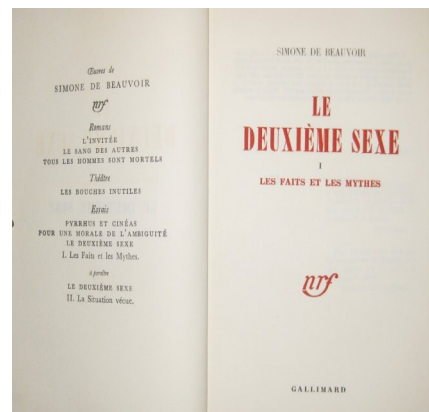 Œuvres de
SIMONE DE BEAUVOIR
nrf
Romans
L'INVITÉE
LE SANG DES AUTRES
TOUS LES HOMMES SONT MORTELS
Théâtre
LES BOUCHES INUTILES
Essais
PYRRHUS ET CINÉAS
POUR UNE MORALE DE L'AMBIGUITÉ
LE DEUXIÈME SEXE
I. Les Faits et les Mythes.
à paraître
LE DEUXIÈME SEXE
II. La Situation vécue.
SIMONE DE BEAUVOIR
LE
DEUXIÈME SEXE
I
LES FAITS ET LES MYTHES
nrf
GALLIMARD